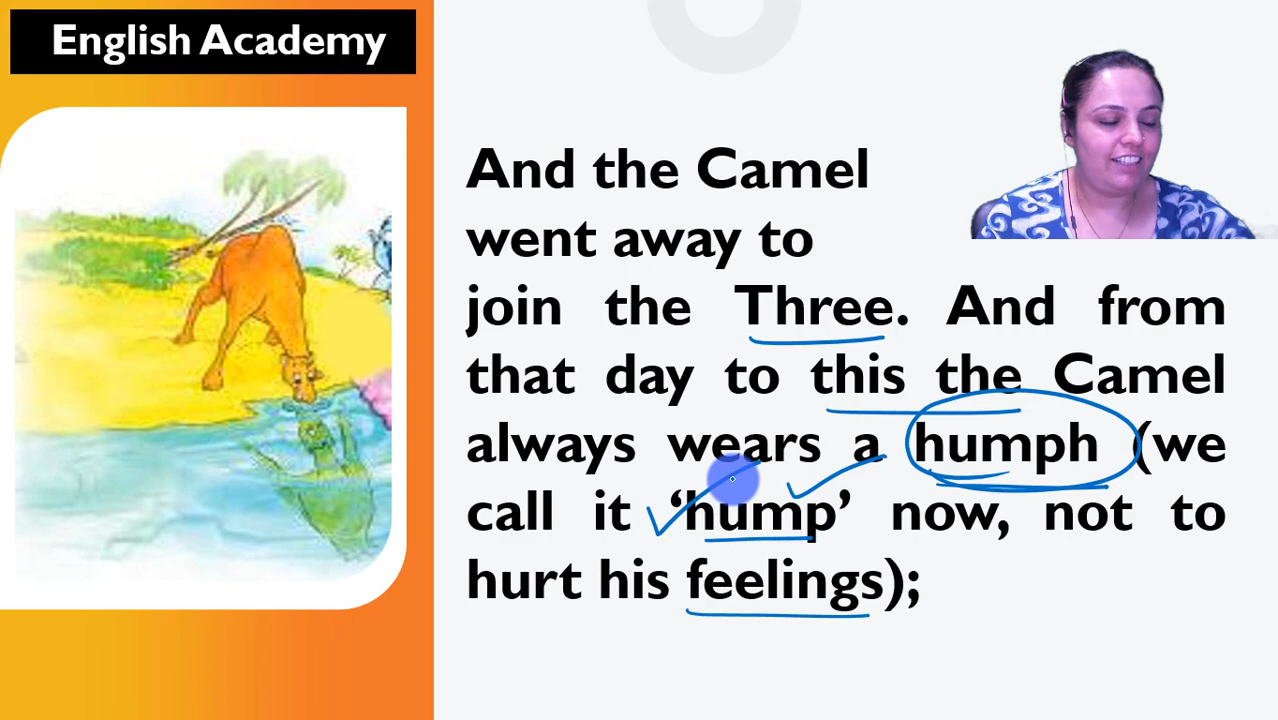 English Academy
And the Camel
went away to
join the Three. And from
that day to this the Camel
always wears a humph (we
call it ‘hump’ now, not to
hurt his feelings);